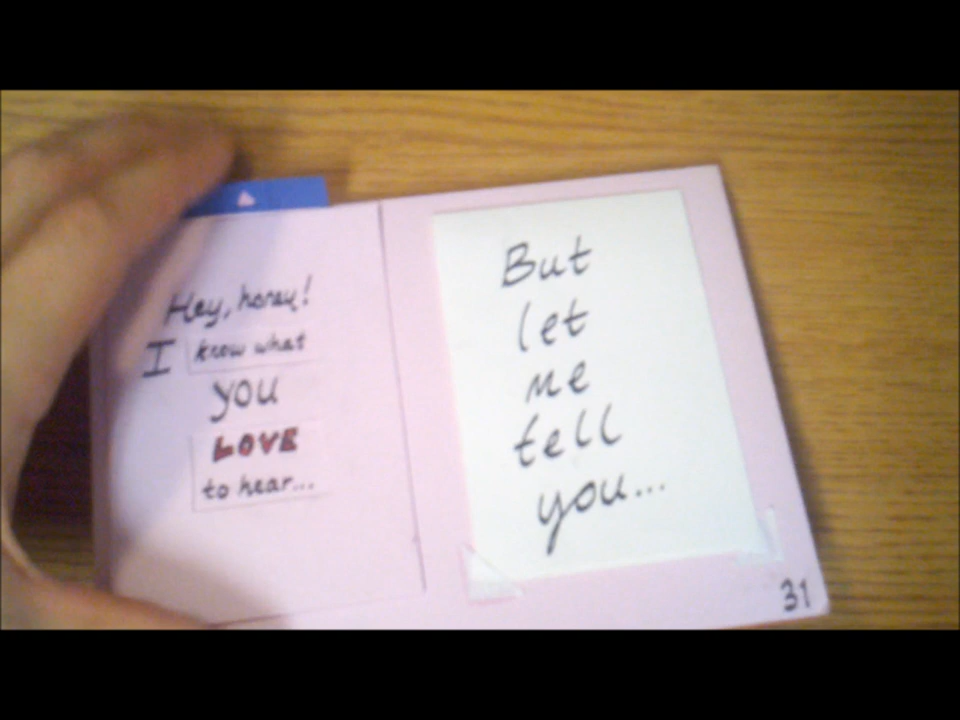 Hey, honey!
I know what
you
LOVE
to hear...
But
let
me
tell
you...
31